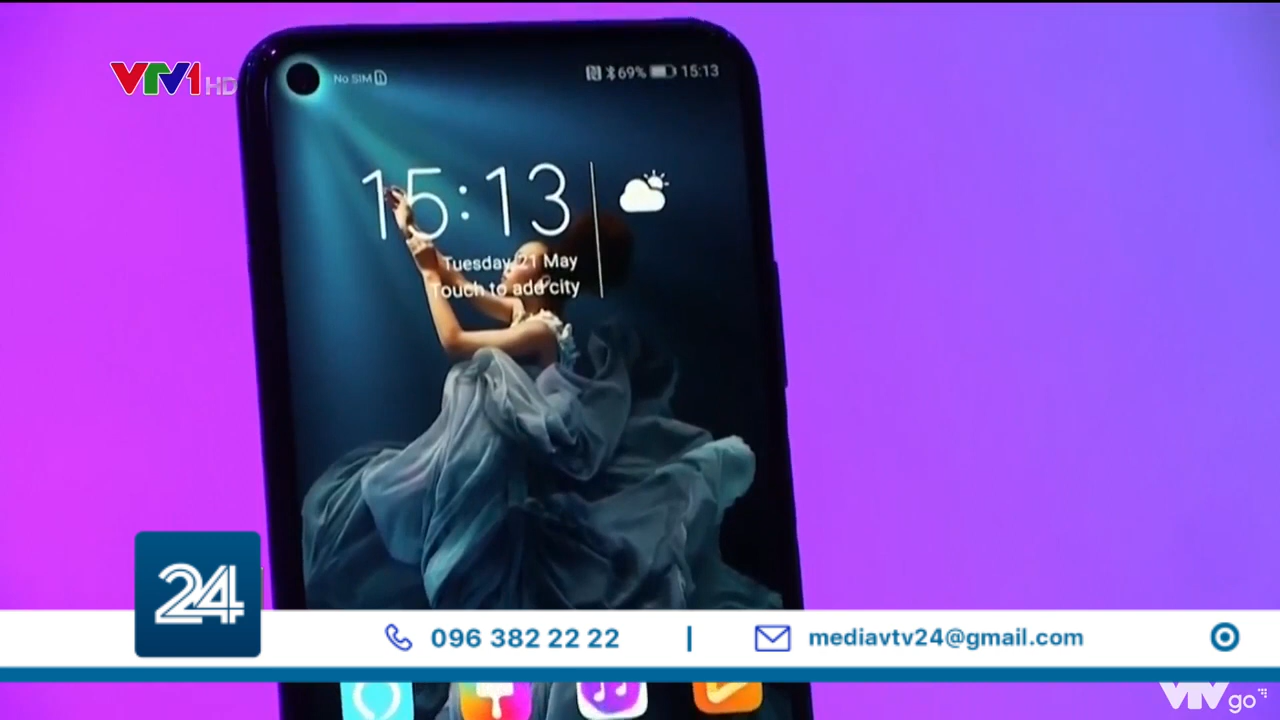 VTV1 HD
No SIM
69% 15:13
15:13
Tuesday 21 May
Touch to add city
24
096 382 22 22 | mediavtv24@gmail.com
VTV go